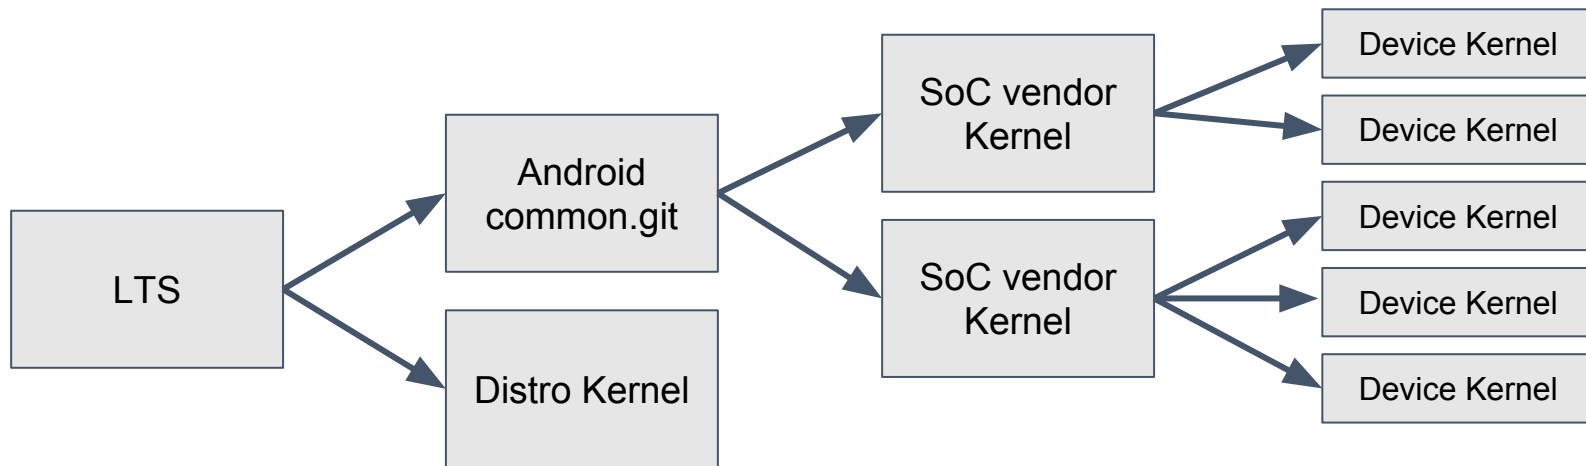 LTS
Android
common.git
Distro Kernel
SoC vendor
Kernel
SoC vendor
Kernel
Device Kernel
Device Kernel
Device Kernel
Device Kernel
Device Kernel